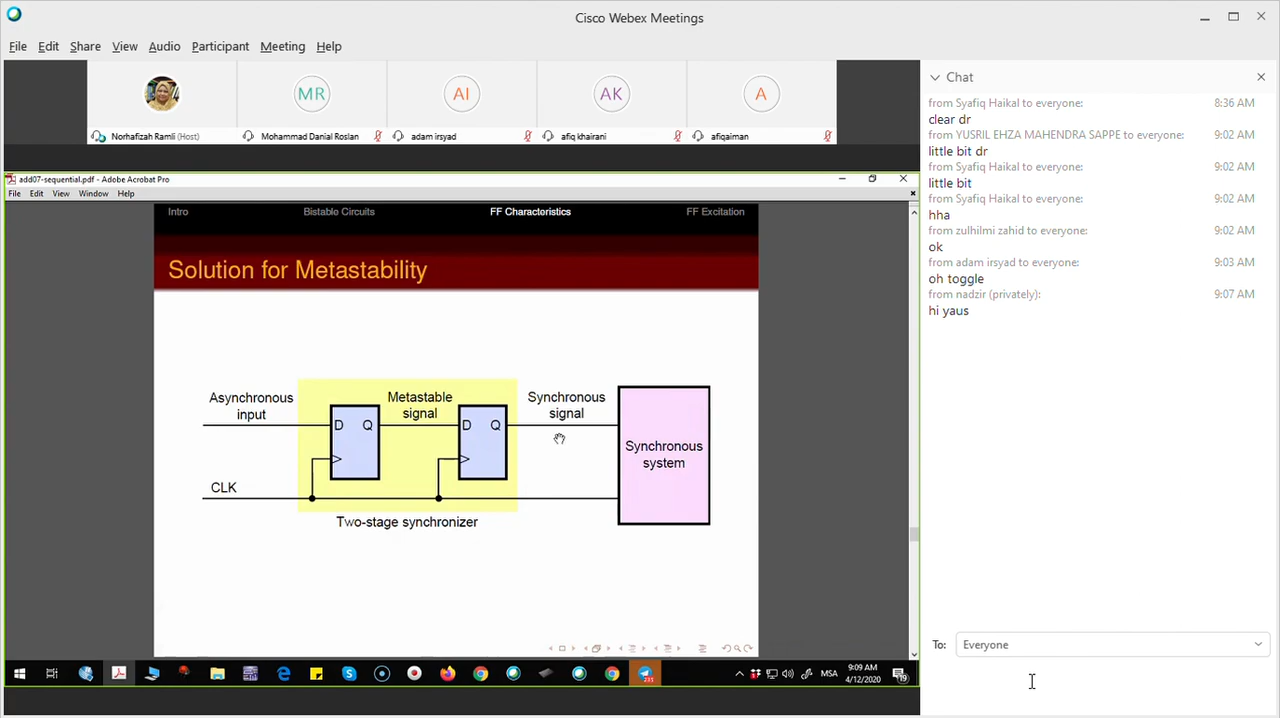 Cisco Webex Meetings
File Edit Share View Audio Participant Meeting Help
MR AI AK A
Norhafizah Ramli (Host) Mohammad Danial Roslan adam irsyad afiq khairani afiqaiman
add07-sequential.pdf - Adobe Acrobat Pro
File Edit View Window Help
Intro Bistable Circuits FF Characteristics FF Excitation
Solution for Metastability
Asynchronous
input
Metastable
signal
Synchronous
signal
D Q D Q
Synchronous
system
CLK
Two-stage synchronizer
MSA
9:09 AM
4/12/2020
19
Chat
from Syafiq Haikal to everyone: 8:36 AM
clear dr
from YUSRIL EHZA MAHENDRA SAPPE to everyone: 9:02 AM
little bit dr
from Syafiq Haikal to everyone: 9:02 AM
little bit
from Syafiq Haikal to everyone: 9:02 AM
hha
from zulhilmi zahid to everyone: 9:02 AM
ok
from adam irsyad to everyone: 9:03 AM
oh toggle
from nadzir (privately): 9:07 AM
hi yaus
To: Everyone